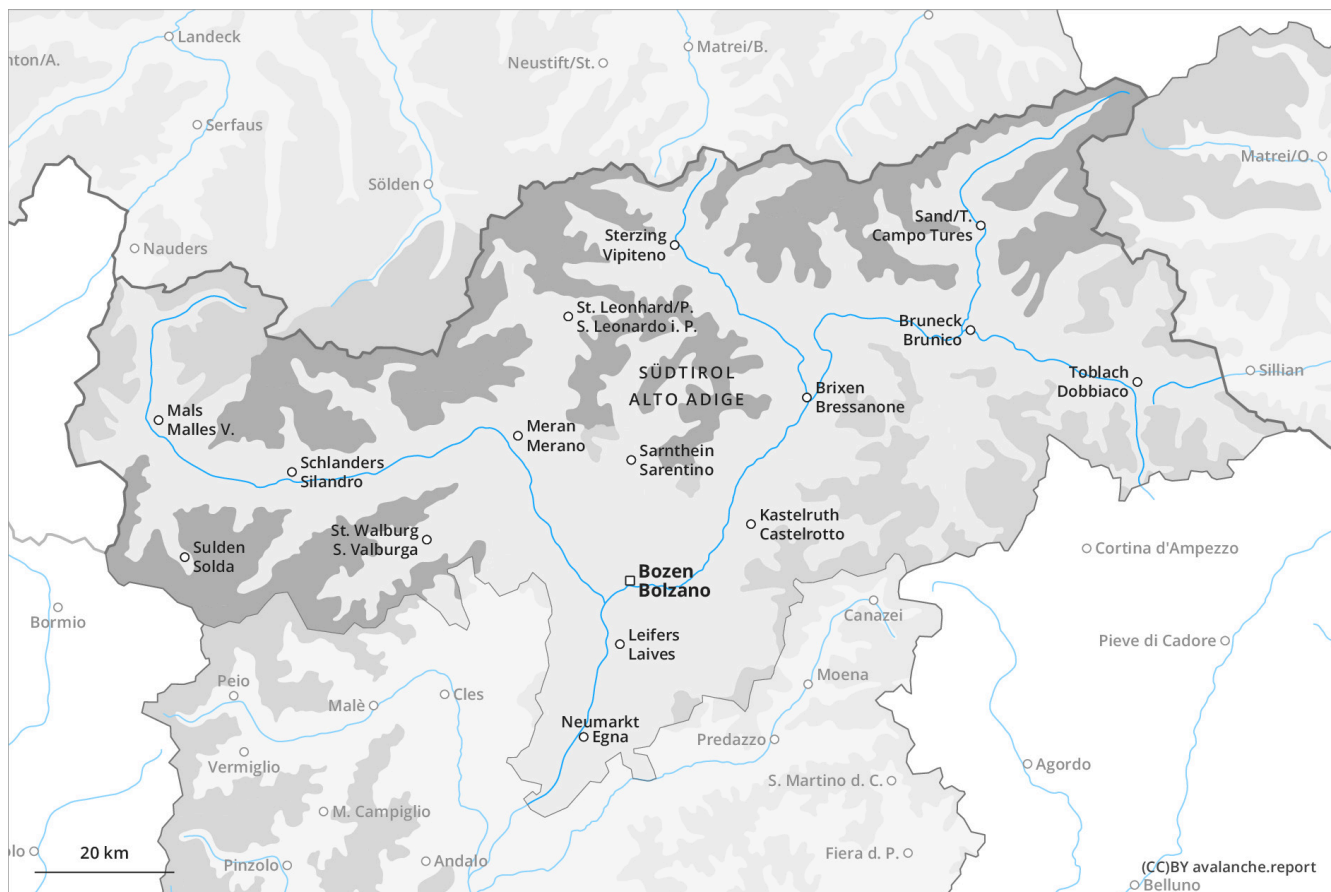 Landeck
nton/A.
Matrei/B.
Neustift/St.
Serfaus
Matrei/O.
Sölden
Sand/T.
Campo Tures
Sterzing
Vipiteno
Nauders
St. Leonhard/P.
S. Leonardo i. P.
Bruneck
Brunico
SÜDTIROL
ALTO ADIGE
Toblach
Dobbiaco
Sillian
Brixen
Bressanone
Mals
Malles V.
Meran
Merano
Schlanders
Silandro
Sarnthein
Sarentino
Kastelruth
Castelrotto
St. Walburg
S. Valburga
Sulden
Solda
Cortina d'Ampezzo
Bozen
Bolzano
Bormio
Canazei
Leifers
Laives
Pieve di Cadore
Peio
Moena
Malè
Cles
Neumarkt
Egna
Predazzo
Vermiglio
Agordo
S. Martino d. C.
M. Campiglio
olo
20 km
Pinzolo
Andalo
Fiera d. P.
(CC)BY avalanche.report
Belluno